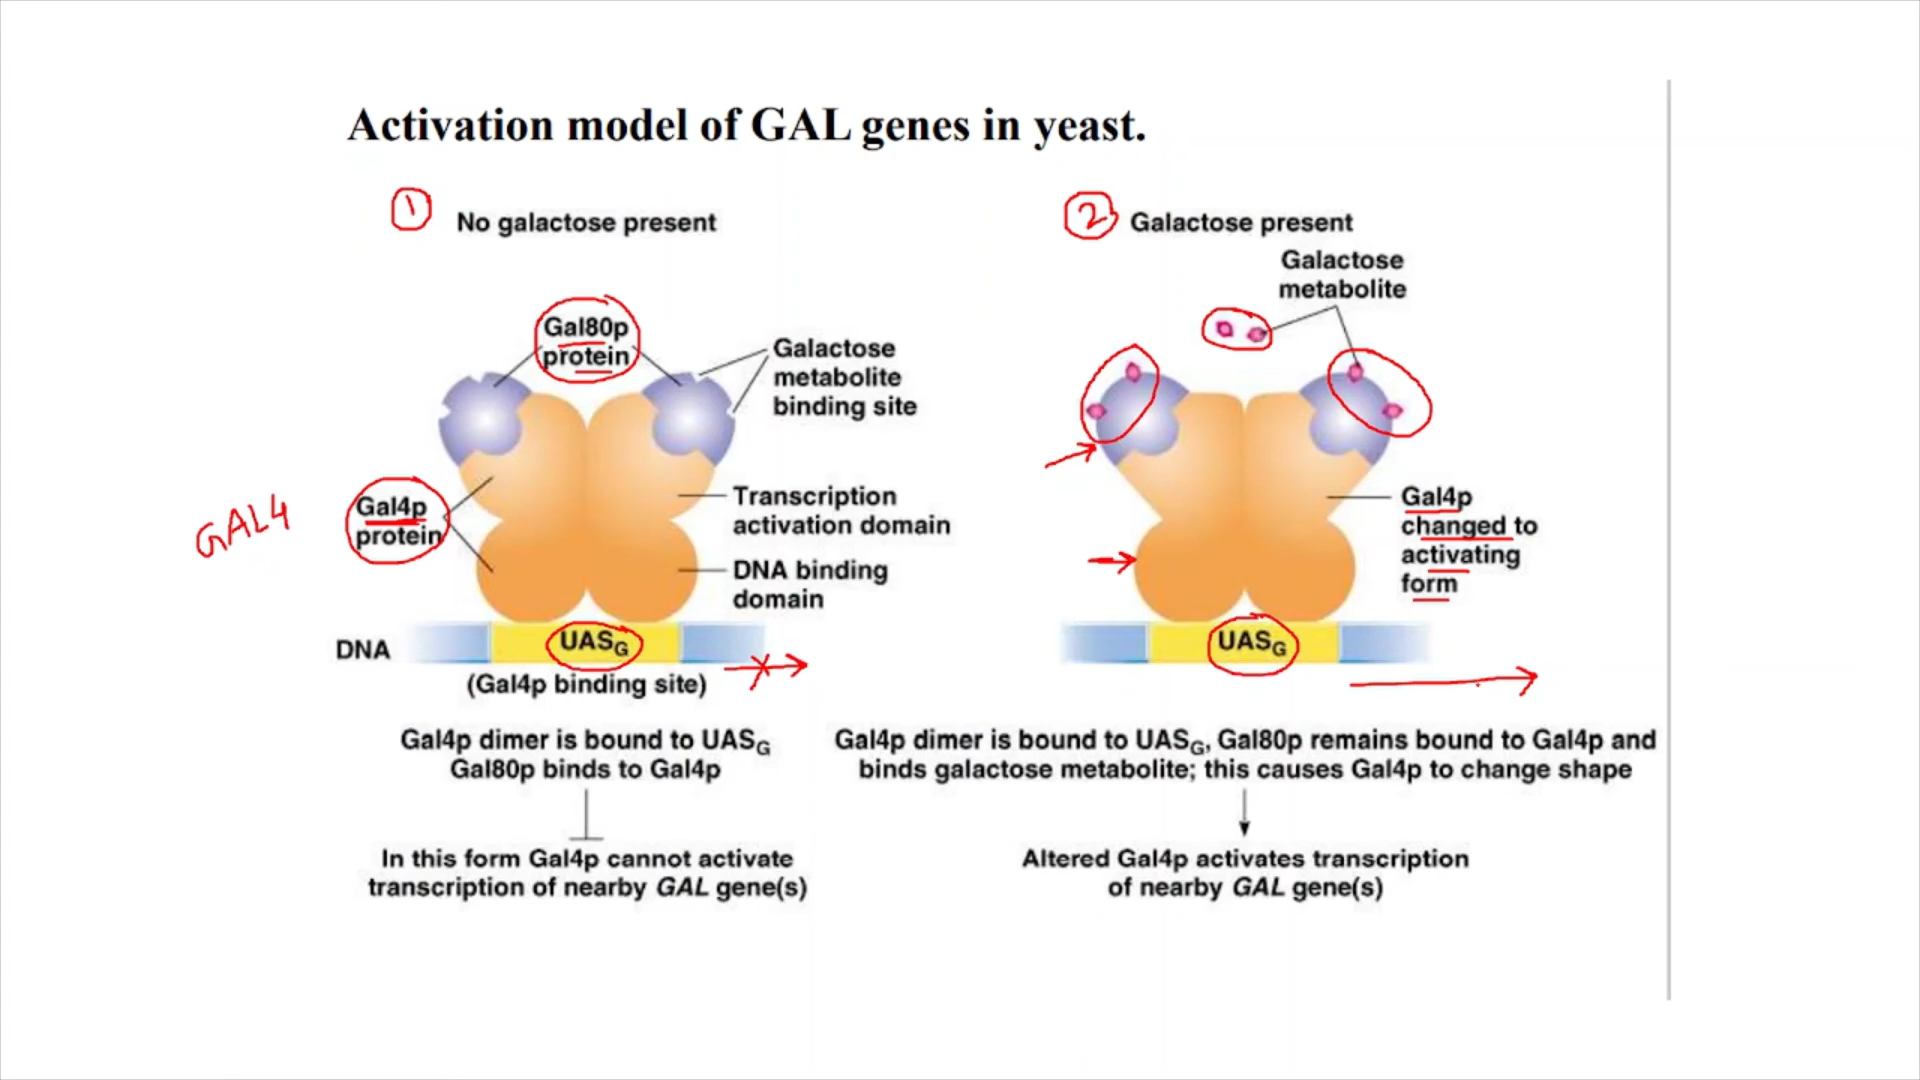 Activation model of GAL genes in yeast.
1
No galactose present
Gal80p
protein
Galactose
metabolite
binding site
GAL4
Gal4p
protein
Transcription
activation domain
DNA binding
domain
DNA
UASG
(Gal4p binding site)
Gal4p dimer is bound to UASG
Gal80p binds to Gal4p
In this form Gal4p cannot activate
transcription of nearby GAL gene(s)
2
Galactose present
Galactose
metabolite
Gal4p
changed to
activating
form
UASG
Gal4p dimer is bound to UASG, Gal80p remains bound to Gal4p and
binds galactose metabolite; this causes Gal4p to change shape
Altered Gal4p activates transcription
of nearby GAL gene(s)